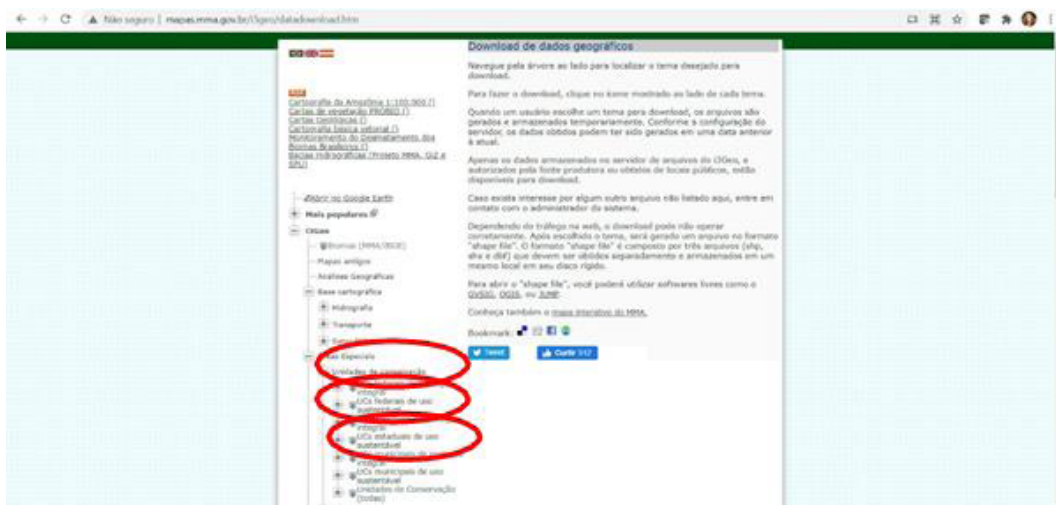 Não seguro | mapas.mma.gov.br/i3geo/datadownload.htm
Download de dados geográficos
Navegue pela árvore ao lado para localizar o tema desejado para
download.
Para fazer o download, clique no ícone mostrado ao lado de cada tema.
Quando um usuário escolhe um tema para download, os arquivos são
gerados e armazenados temporariamente. Conforme a configuração do
servidor, os dados obtidos podem ter sido gerados em uma data anterior
à atual.
Apenas os dados armazenados no servidor de arquivos do i3Geo, e
autorizados pela fonte produtora ou obtidos de locais públicos, estão
disponíveis para download.
Caso exista interesse por algum outro arquivo não listado aqui, entre em
contato com o administrador do sistema.
Dependendo do tráfego na web, o download pode não operar
corretamente. Após escolhido o tema, será gerado um arquivo no formato
"shape file". O formato "shape file" é composto por três arquivos (shp,
shx e dbf) que devem ser obtidos separadamente e armazenados em um
mesmo local em seu disco rígido.
Para abrir o "shape file", você poderá utilizar softwares livres como o
GVSIG, QGIS, ou JUMP.
Conheça também o mapa interativo do MMA.
Bookmark:
Tweet
Curtir 312
Cartografia da Amazônia 1:100.000 ()
Cartas de vegetação PROBIO ()
Cartas
Cartografia básica vetorial ()
Monitoramento do Desmatamento dos
Biomas Brasileiros ()
Bacias Hidrográficas (Projeto MMA, GIZ e
SPU)
Abrir no Google Earth
Mais populares
I3Geo
Biomas (MMA/IBGE)
Mapas antigos
Análises Geográficas
Base cartográfica
Hidrografia
Transporte
Especiais
Unidades de conservação
integral
UCs federais de uso
sustentável
integral
UCs estaduais de uso
sustentável
integral
UCs municipais de uso
sustentável
Unidades de Conservação
(todas)